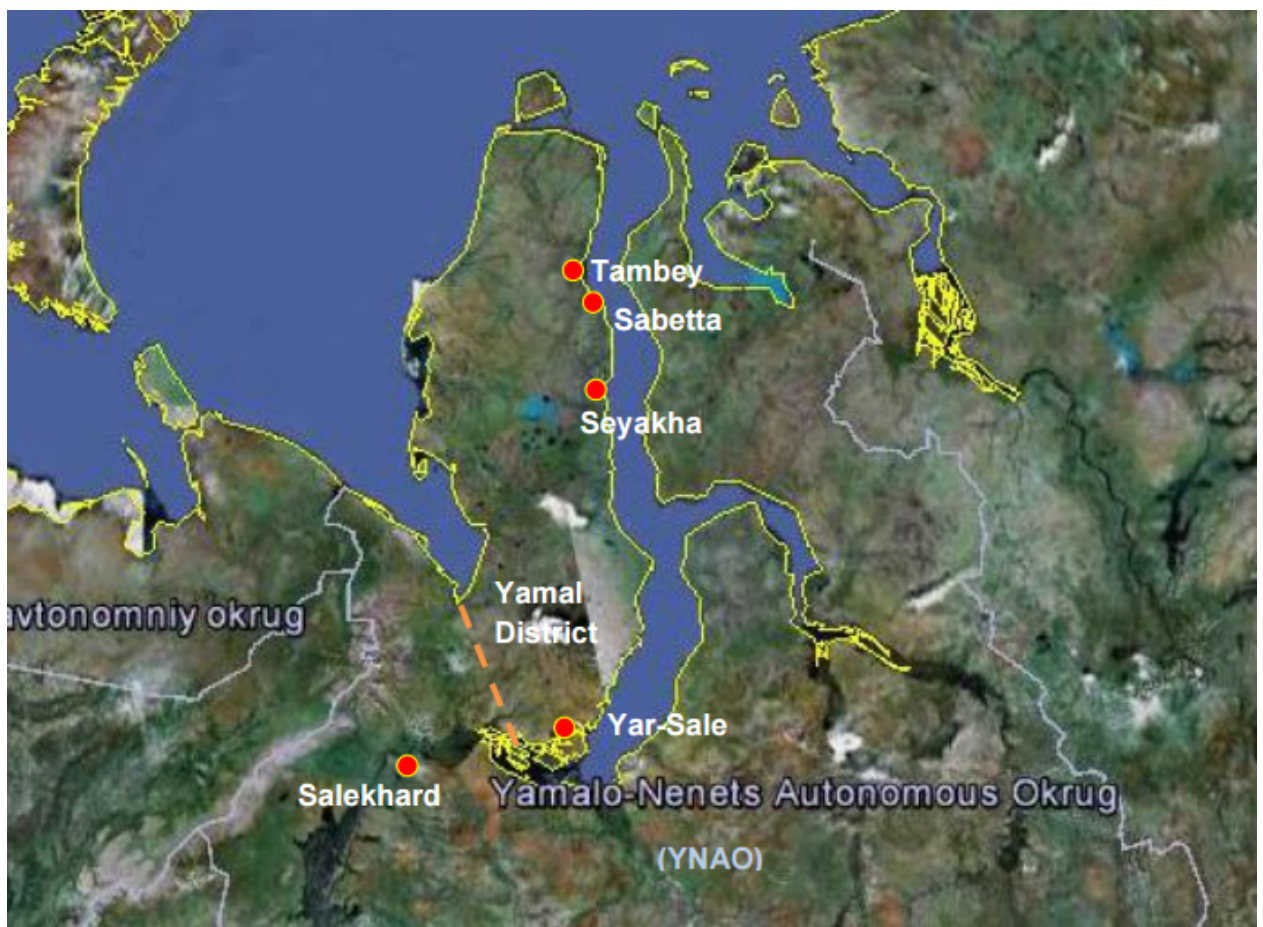 Tambey
Sabetta
Seyakha
Yamal
District
avtonomniy okrug
Yar-Sale
Salekhard
Yamalo-Nenets Autonomous Okrug
(YNAO)